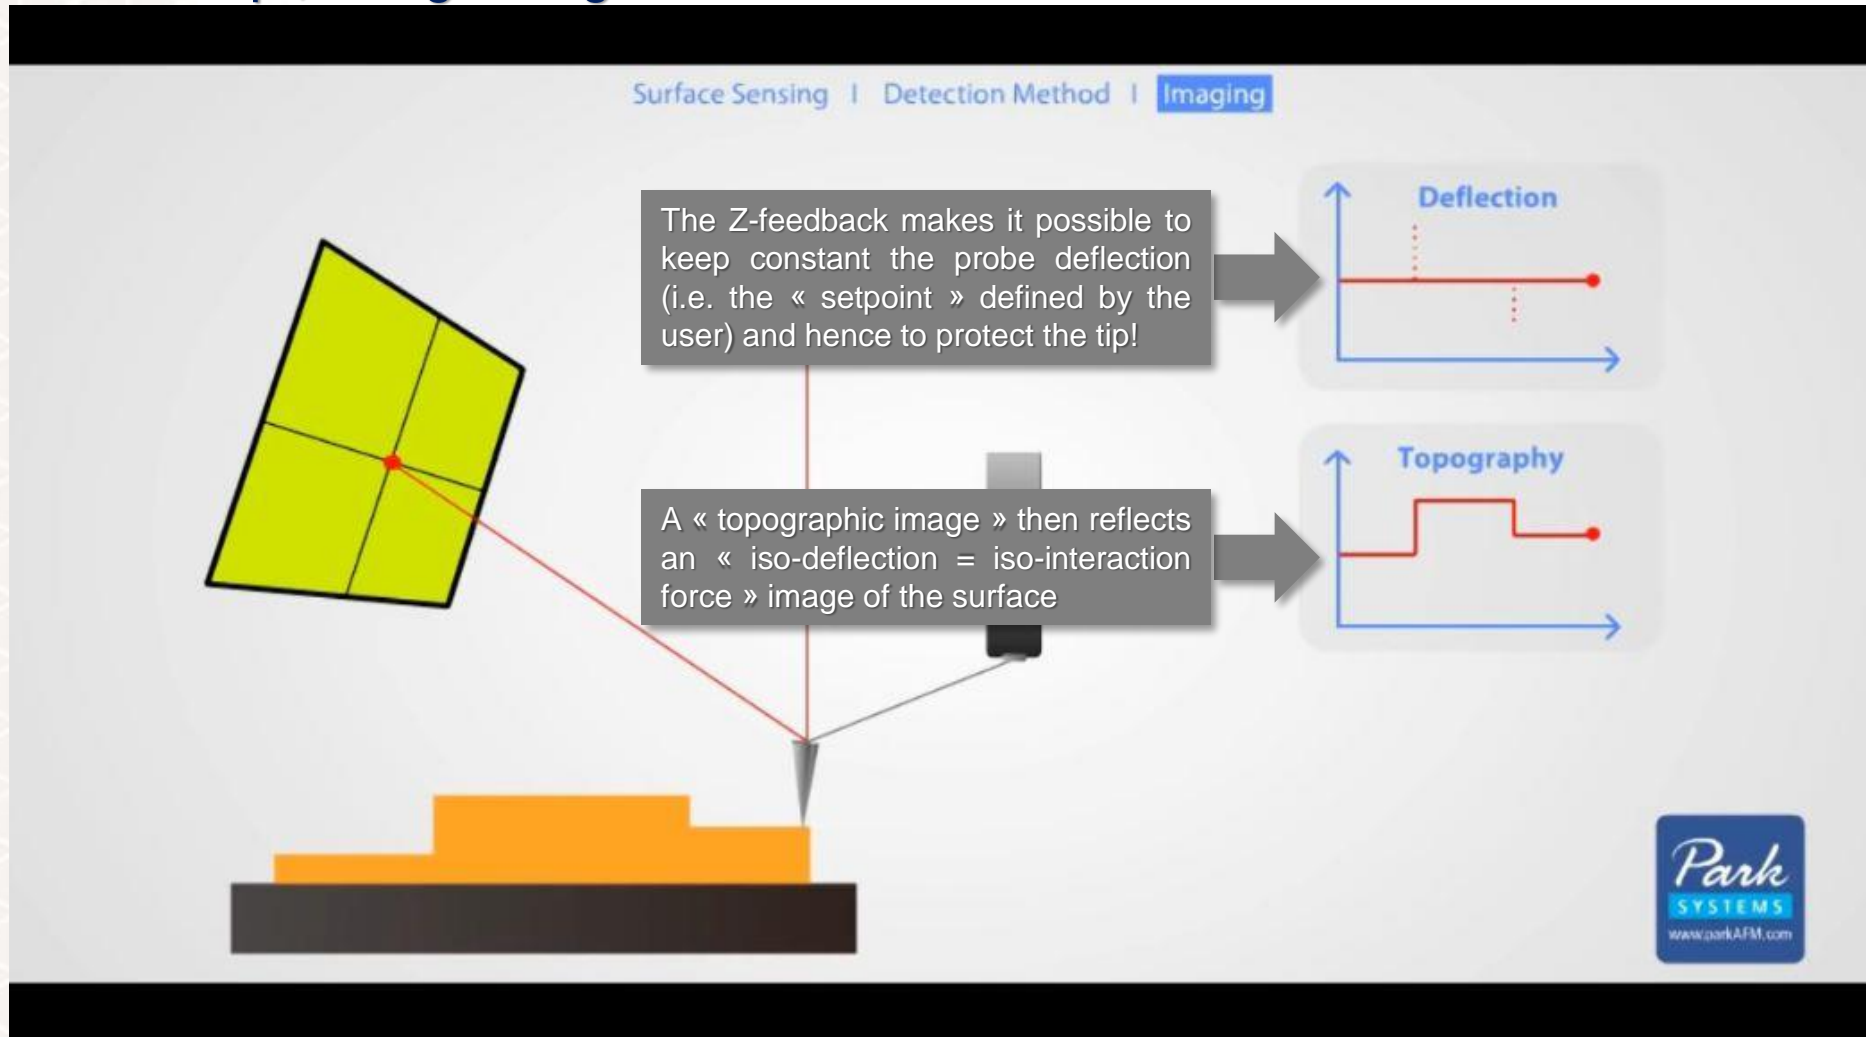 Surface Sensing I Detection Method I Imaging
The Z-feedback makes it possible to
keep constant the probe deflection
(i.e. the « setpoint » defined by the
user) and hence to protect the tip!
Deflection
A « topographic image » then reflects
an « iso-deflection = iso-interaction
force » image of the surface
Topography
Park
SYSTEMS
www.parkAFM.com